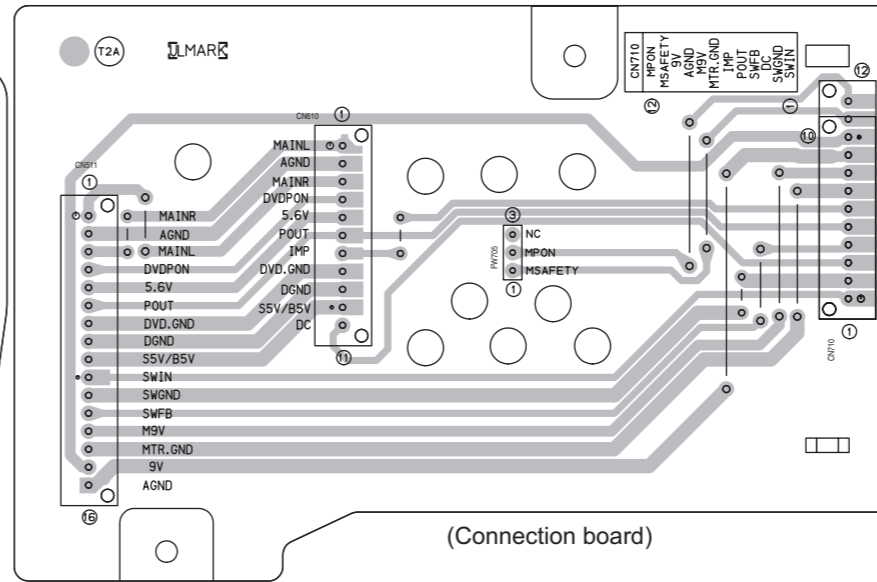 T2A
ULMARK
CN710
MPON
MSAFETY
9V
AGND
M9V
MTR.GND
IMP
POUT
SWFB
DC
SWGND
SWIN
12
1
12
10
CN610
1
MAINL
AGND
MAINR
DVDPON
5.6V
POUT
IMP
DVD.GND
DGND
S5V/B5V
DC
11
CN511
1
MAINR
AGND
MAINL
DVDPON
5.6V
POUT
DVD.GND
DGND
S5V/B5V
SWIN
SWGND
SWFB
M9V
MTR.GND
9V
AGND
16
3
NC
MPON
MSAFETY
FW705
1
1
CN710
(Connection board)